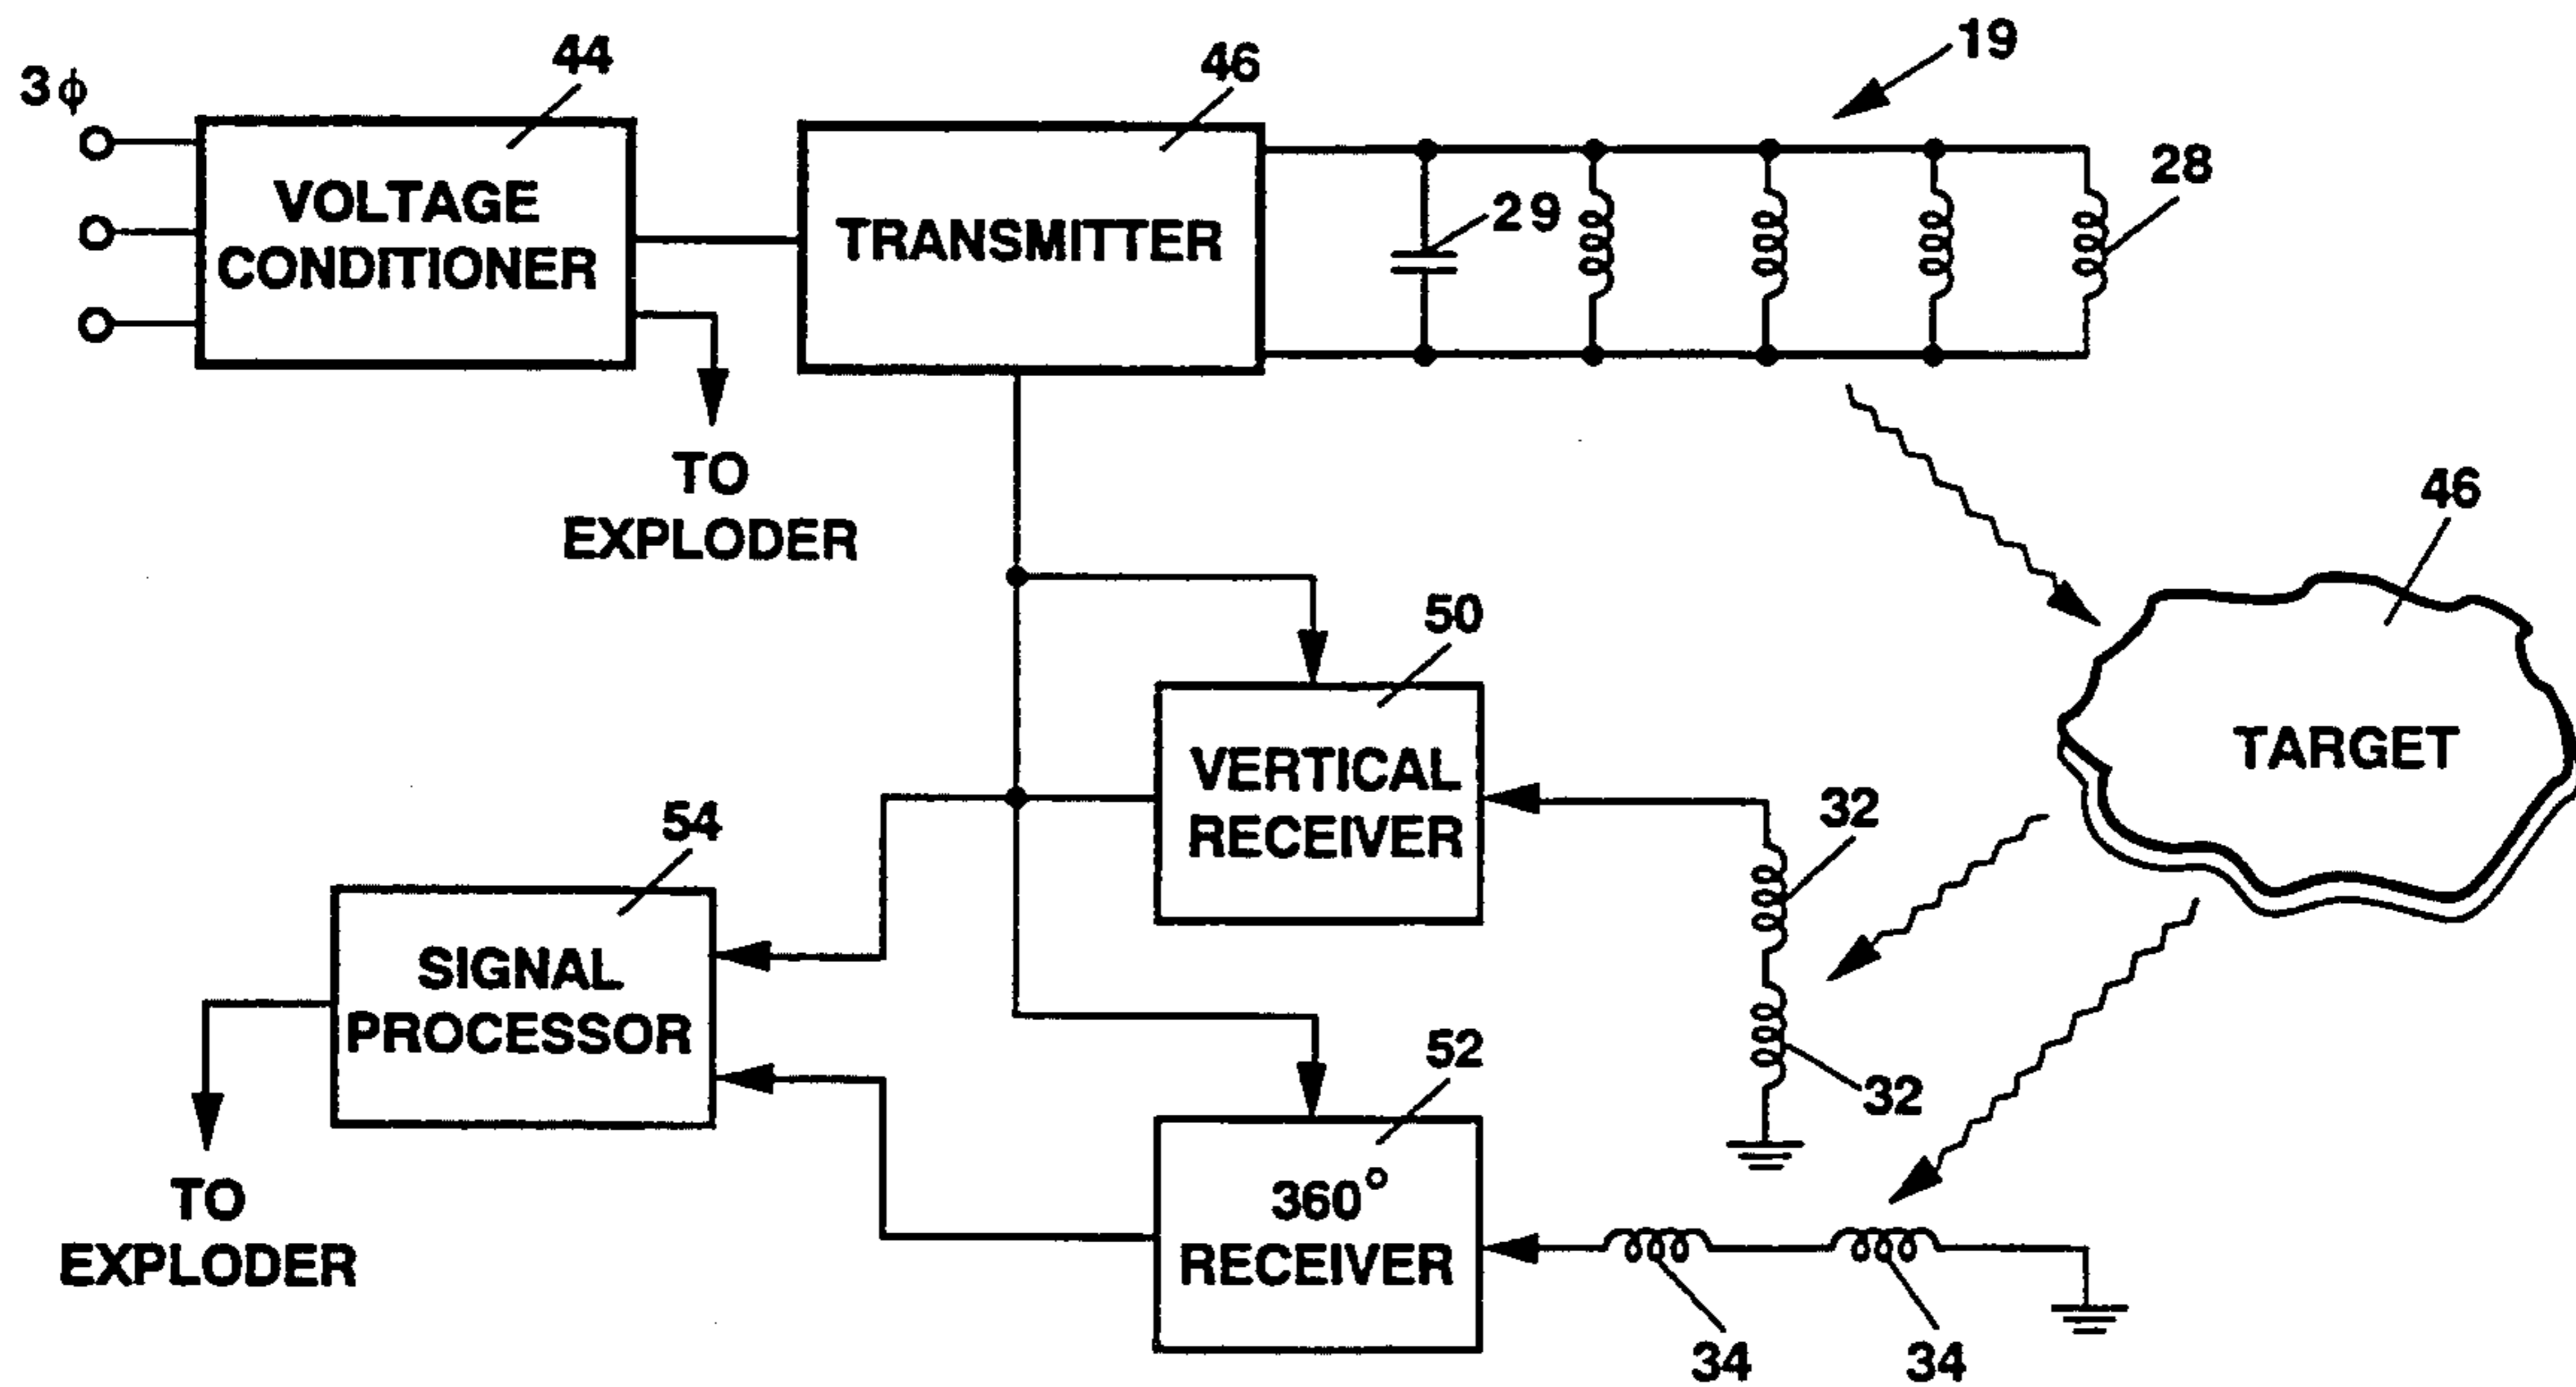 3ϕ
44
46
19
28
29
VOLTAGE
CONDITIONER
TRANSMITTER
TO
EXPLODER
46
TARGET
50
VERTICAL
RECEIVER
32
32
54
SIGNAL
PROCESSOR
52
360°
RECEIVER
TO
EXPLODER
34
34